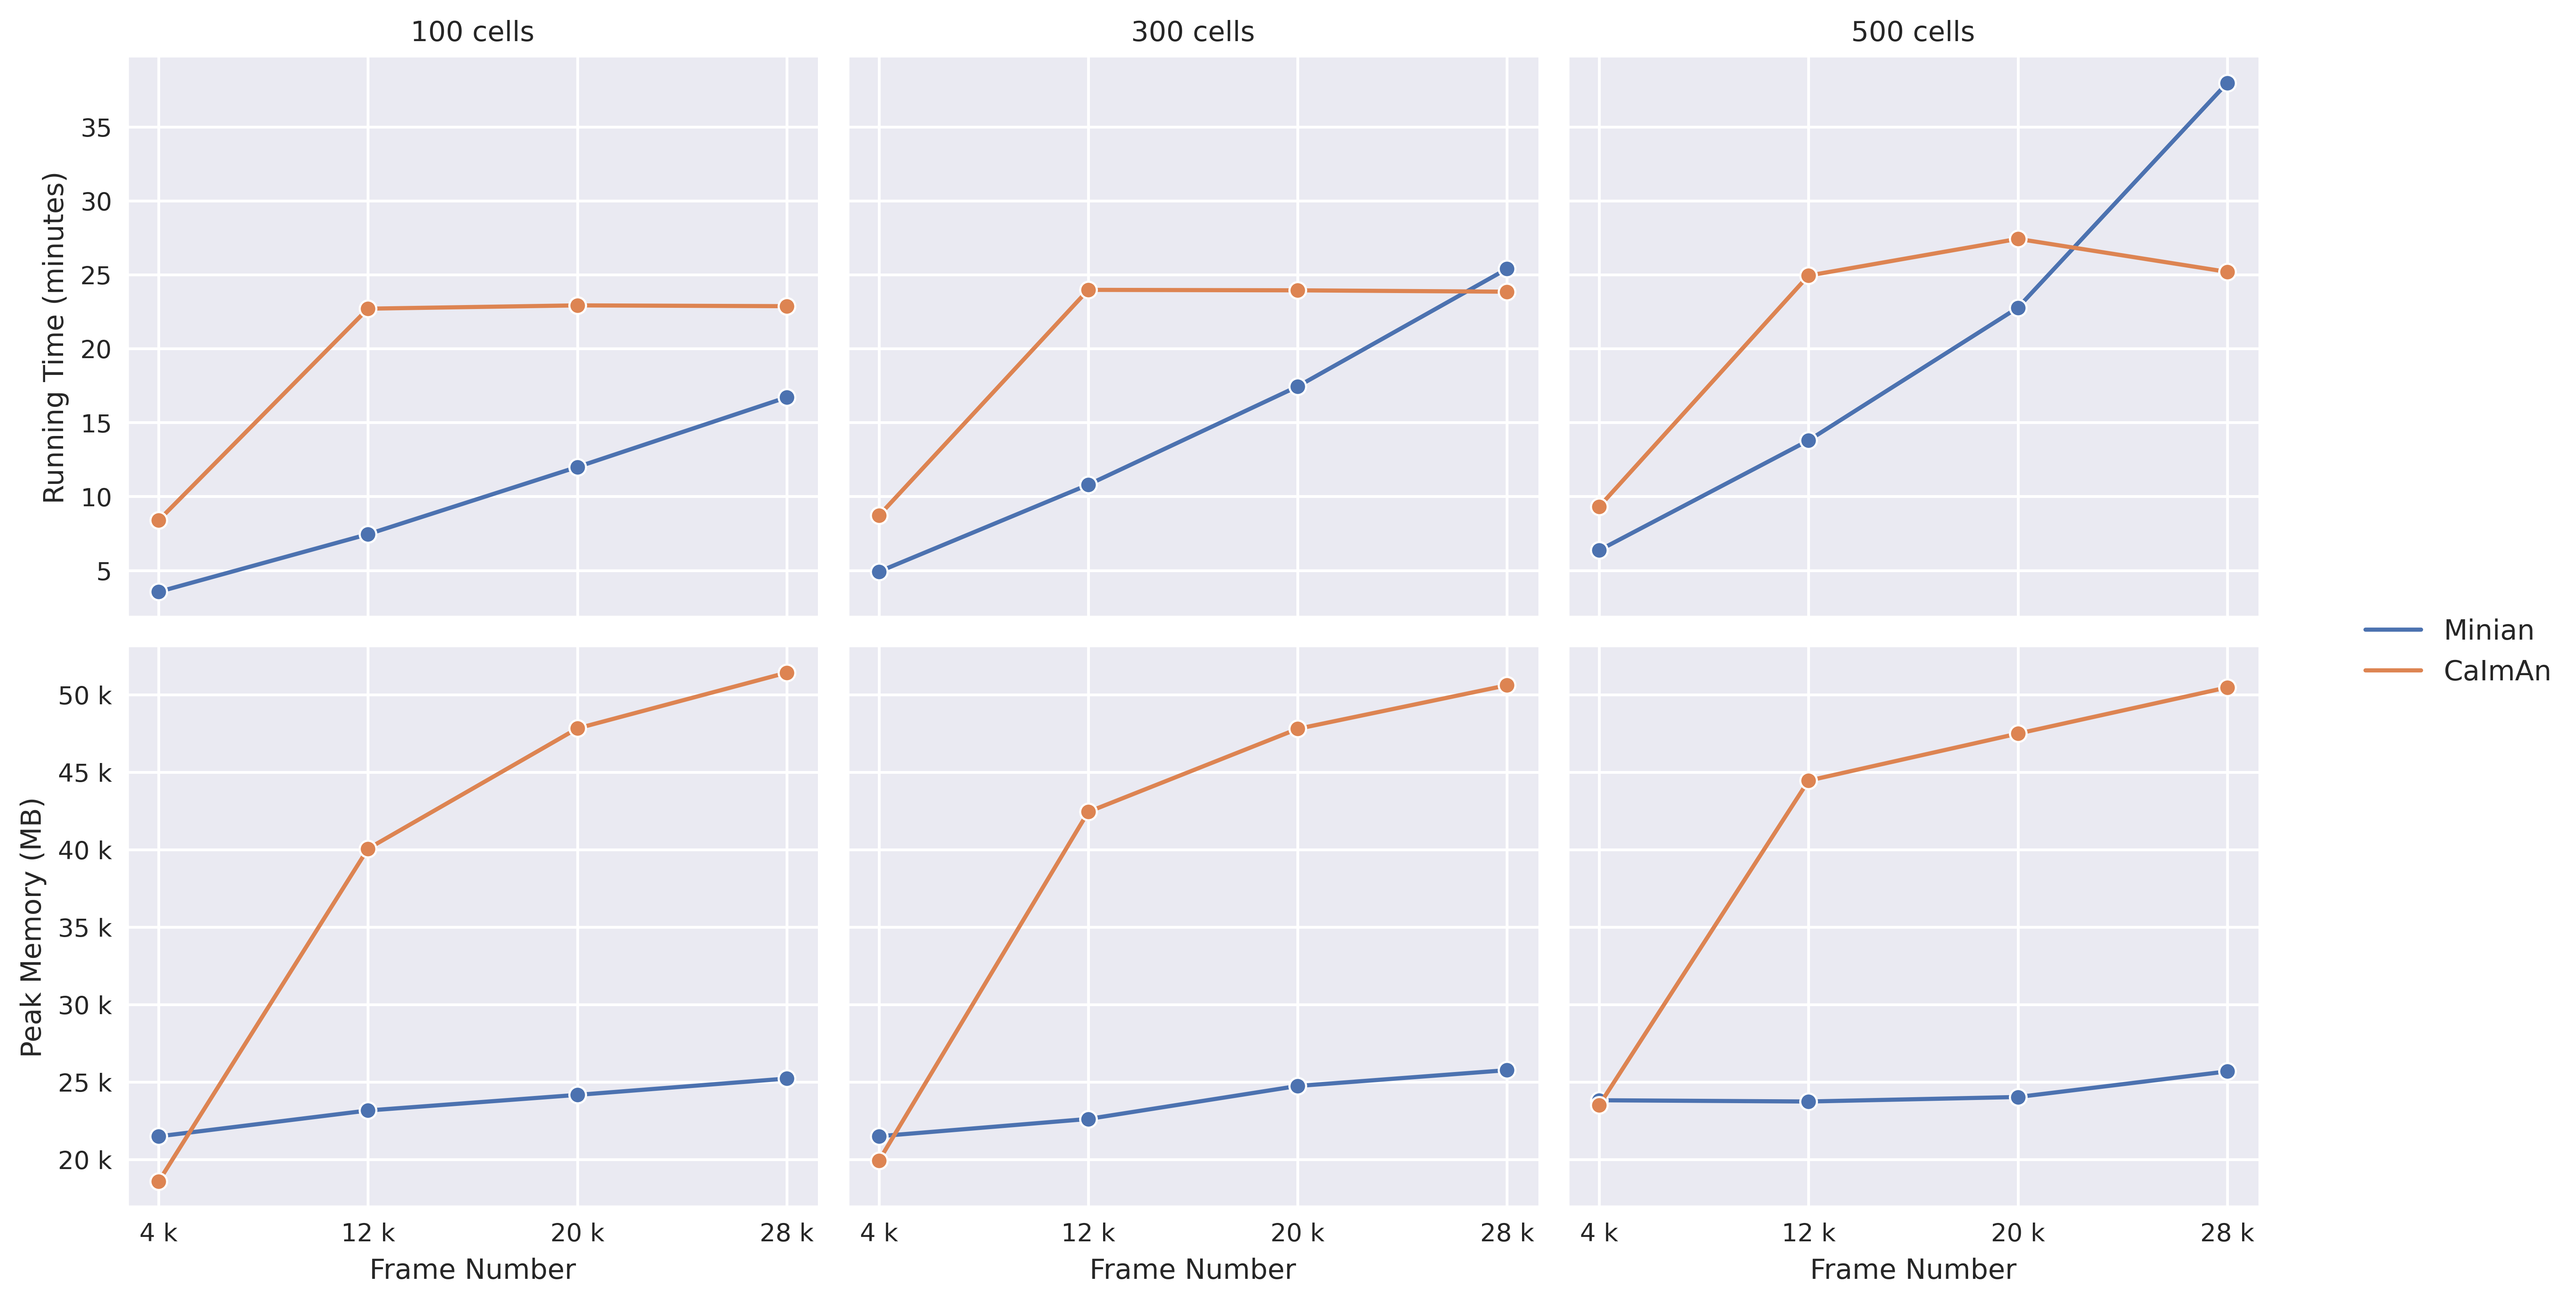 100 cells
300 cells
500 cells
Running Time (minutes)
35
30
25
20
15
10
5
Minian
CaImAn
Peak Memory (MB)
50 k
45 k
40 k
35 k
30 k
25 k
20 k
4 k 12 k 20 k 28 k
4 k 12 k 20 k 28 k
4 k 12 k 20 k 28 k
Frame Number
Frame Number
Frame Number